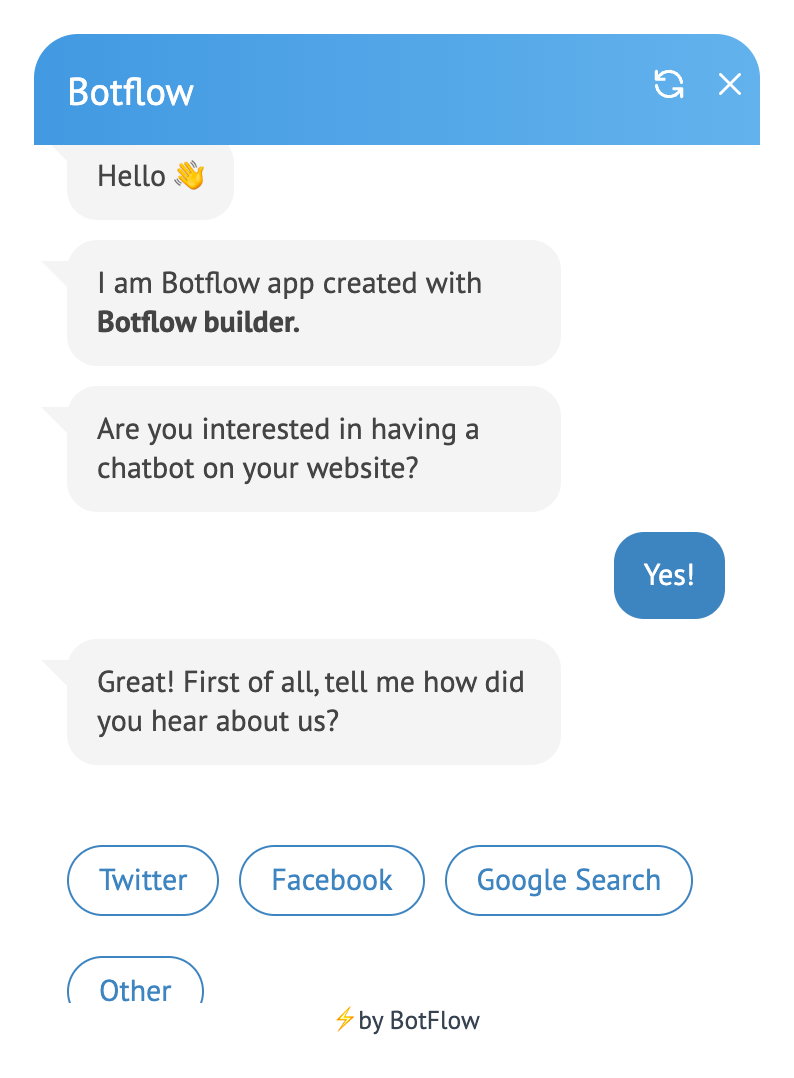 Botflow
Hello 👋
I am Botflow app created with
Botflow builder.
Are you interested in having a
chatbot on your website?
Yes!
Great! First of all, tell me how did
you hear about us?
Twitter Facebook Google Search
Other
⚡by BotFlow